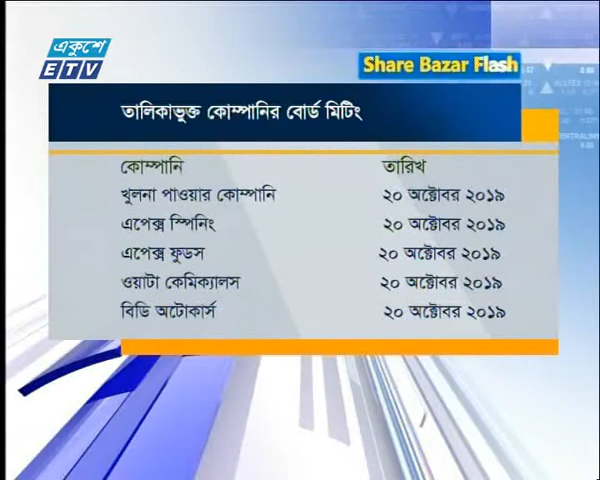 একুশে
ETV
Share Bazar Flash
তালিকাভুক্ত কোম্পানির বোর্ড মিটিং
কোম্পানি তারিখ
খুলনা পাওয়ার কোম্পানি ২০ অক্টোবর ২০১৯
এপেক্স স্পিনিং ২০ অক্টোবর ২০১৯
এপেক্স ফুডস ২০ অক্টোবর ২০১৯
ওয়াটা কেমিক্যালস ২০ অক্টোবর ২০১৯
বিডি অটোকার্স ২০ অক্টোবর ২০১৯